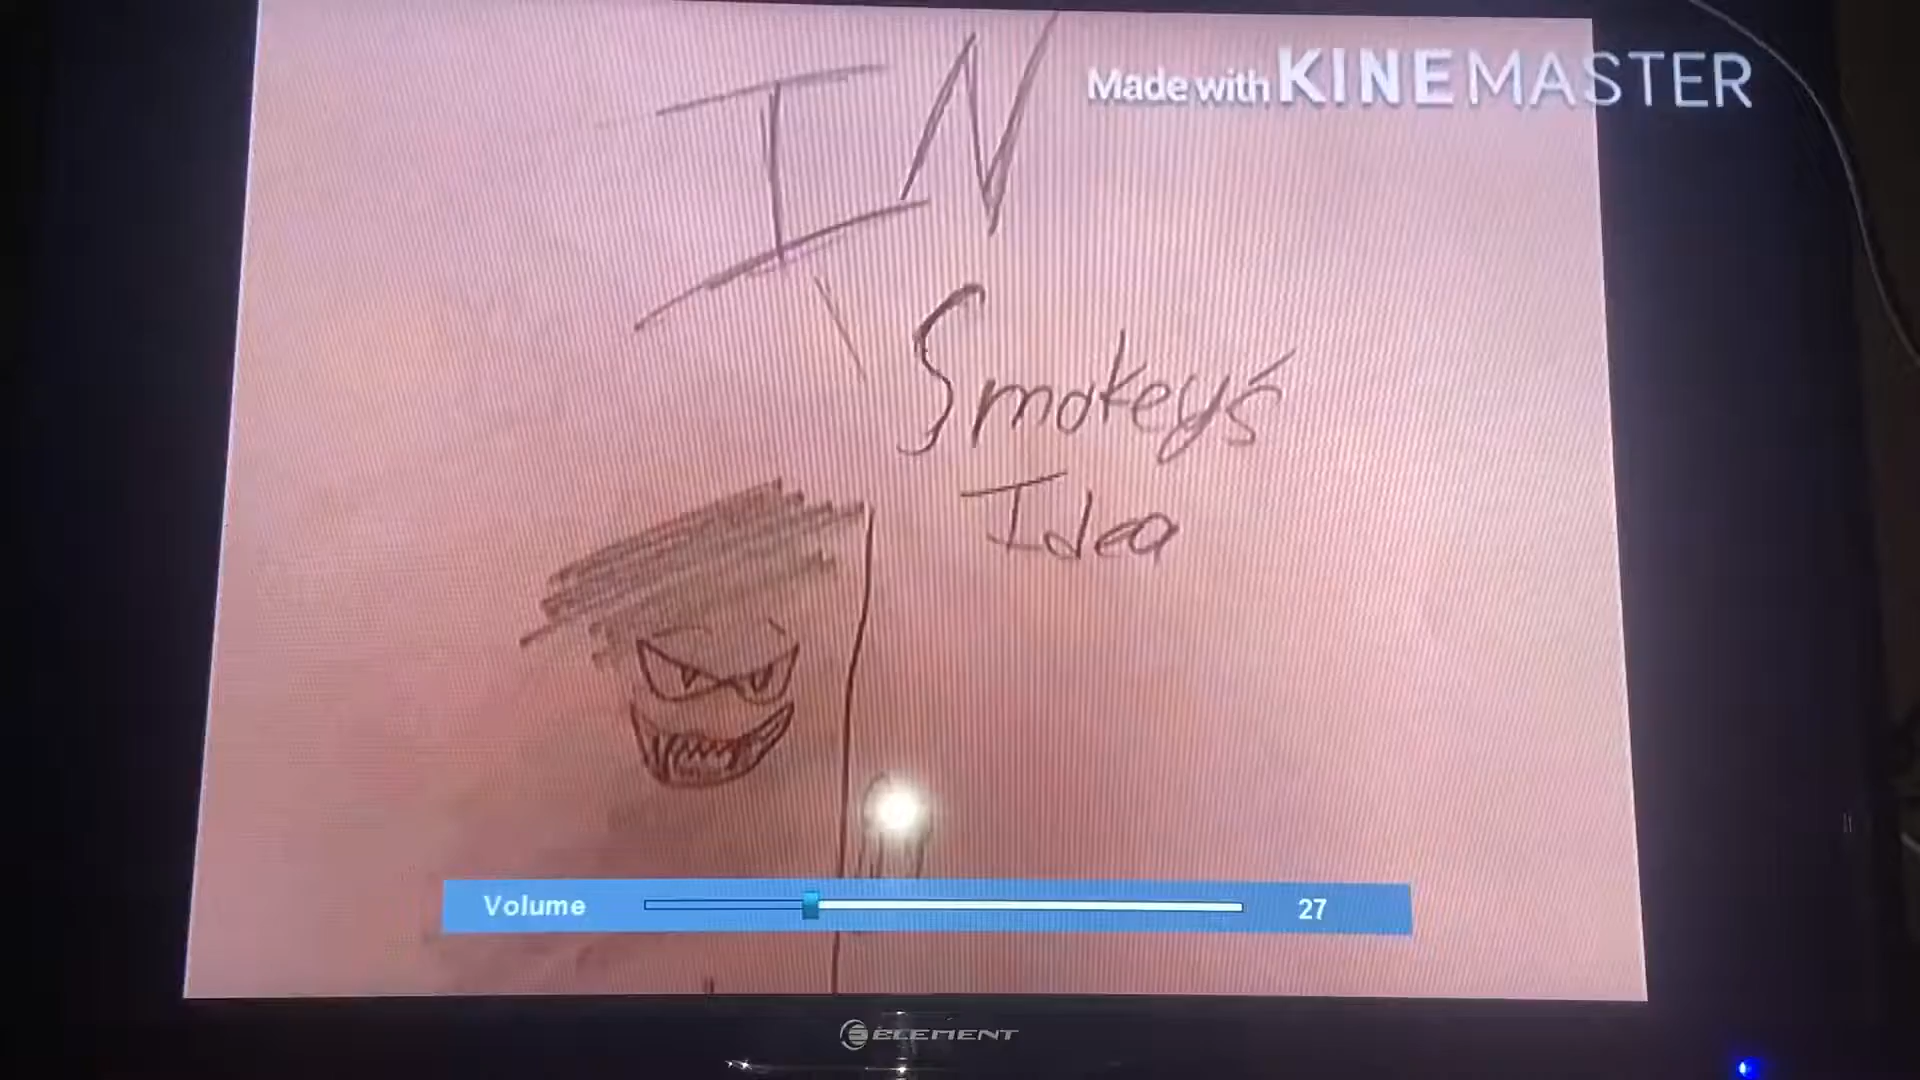 IN
Made with KINEMASTER
Smokey's
Idea
Volume 27
ELEMENT